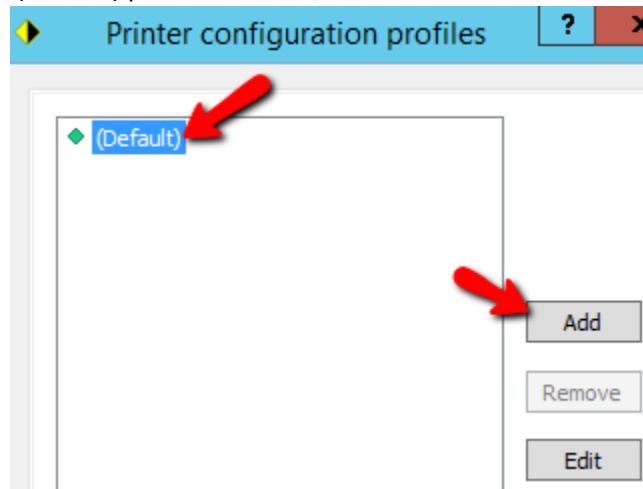 Printer configuration profiles ? x
(Default)
Add
Remove
Edit